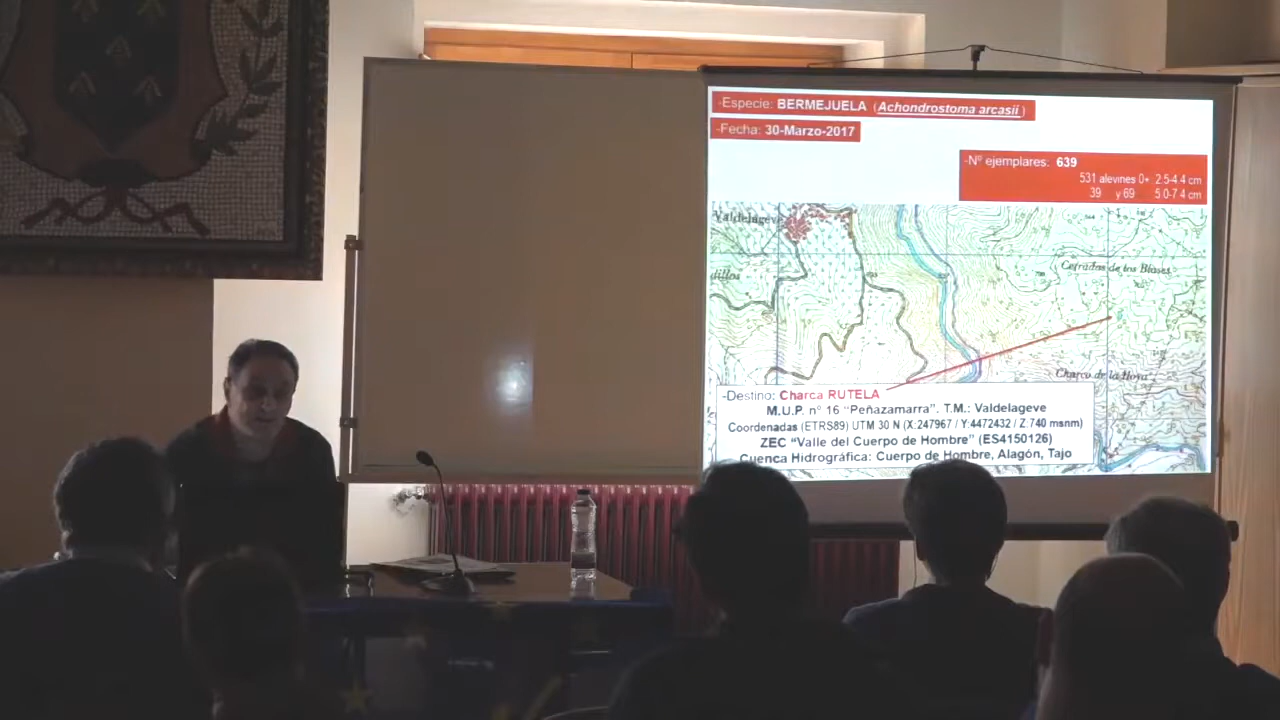 -Especie: BERMEJUELA (Achondrostoma arcasii)
-Fecha: 30-Marzo-2017
-Nº ejemplares: 639
531 alevines 0+ 2.5-4.4 cm
39 y 69 5.0-7.4 cm
Valdelageve
dillos
Cerradas de los Blases
Charco de la Hoya
-Destino: Charca RUTELA
M.U.P. nº 16 "Peñazamarra". T.M.: Valdelageve
Coordenadas (ETRS89) UTM 30 N (X:247967 / Y:4472432 / Z:740 msnm)
ZEC "Valle del Cuerpo de Hombre" (ES4150126)
Cuenca Hidrográfica: Cuerpo de Hombre, Alagón, Tajo